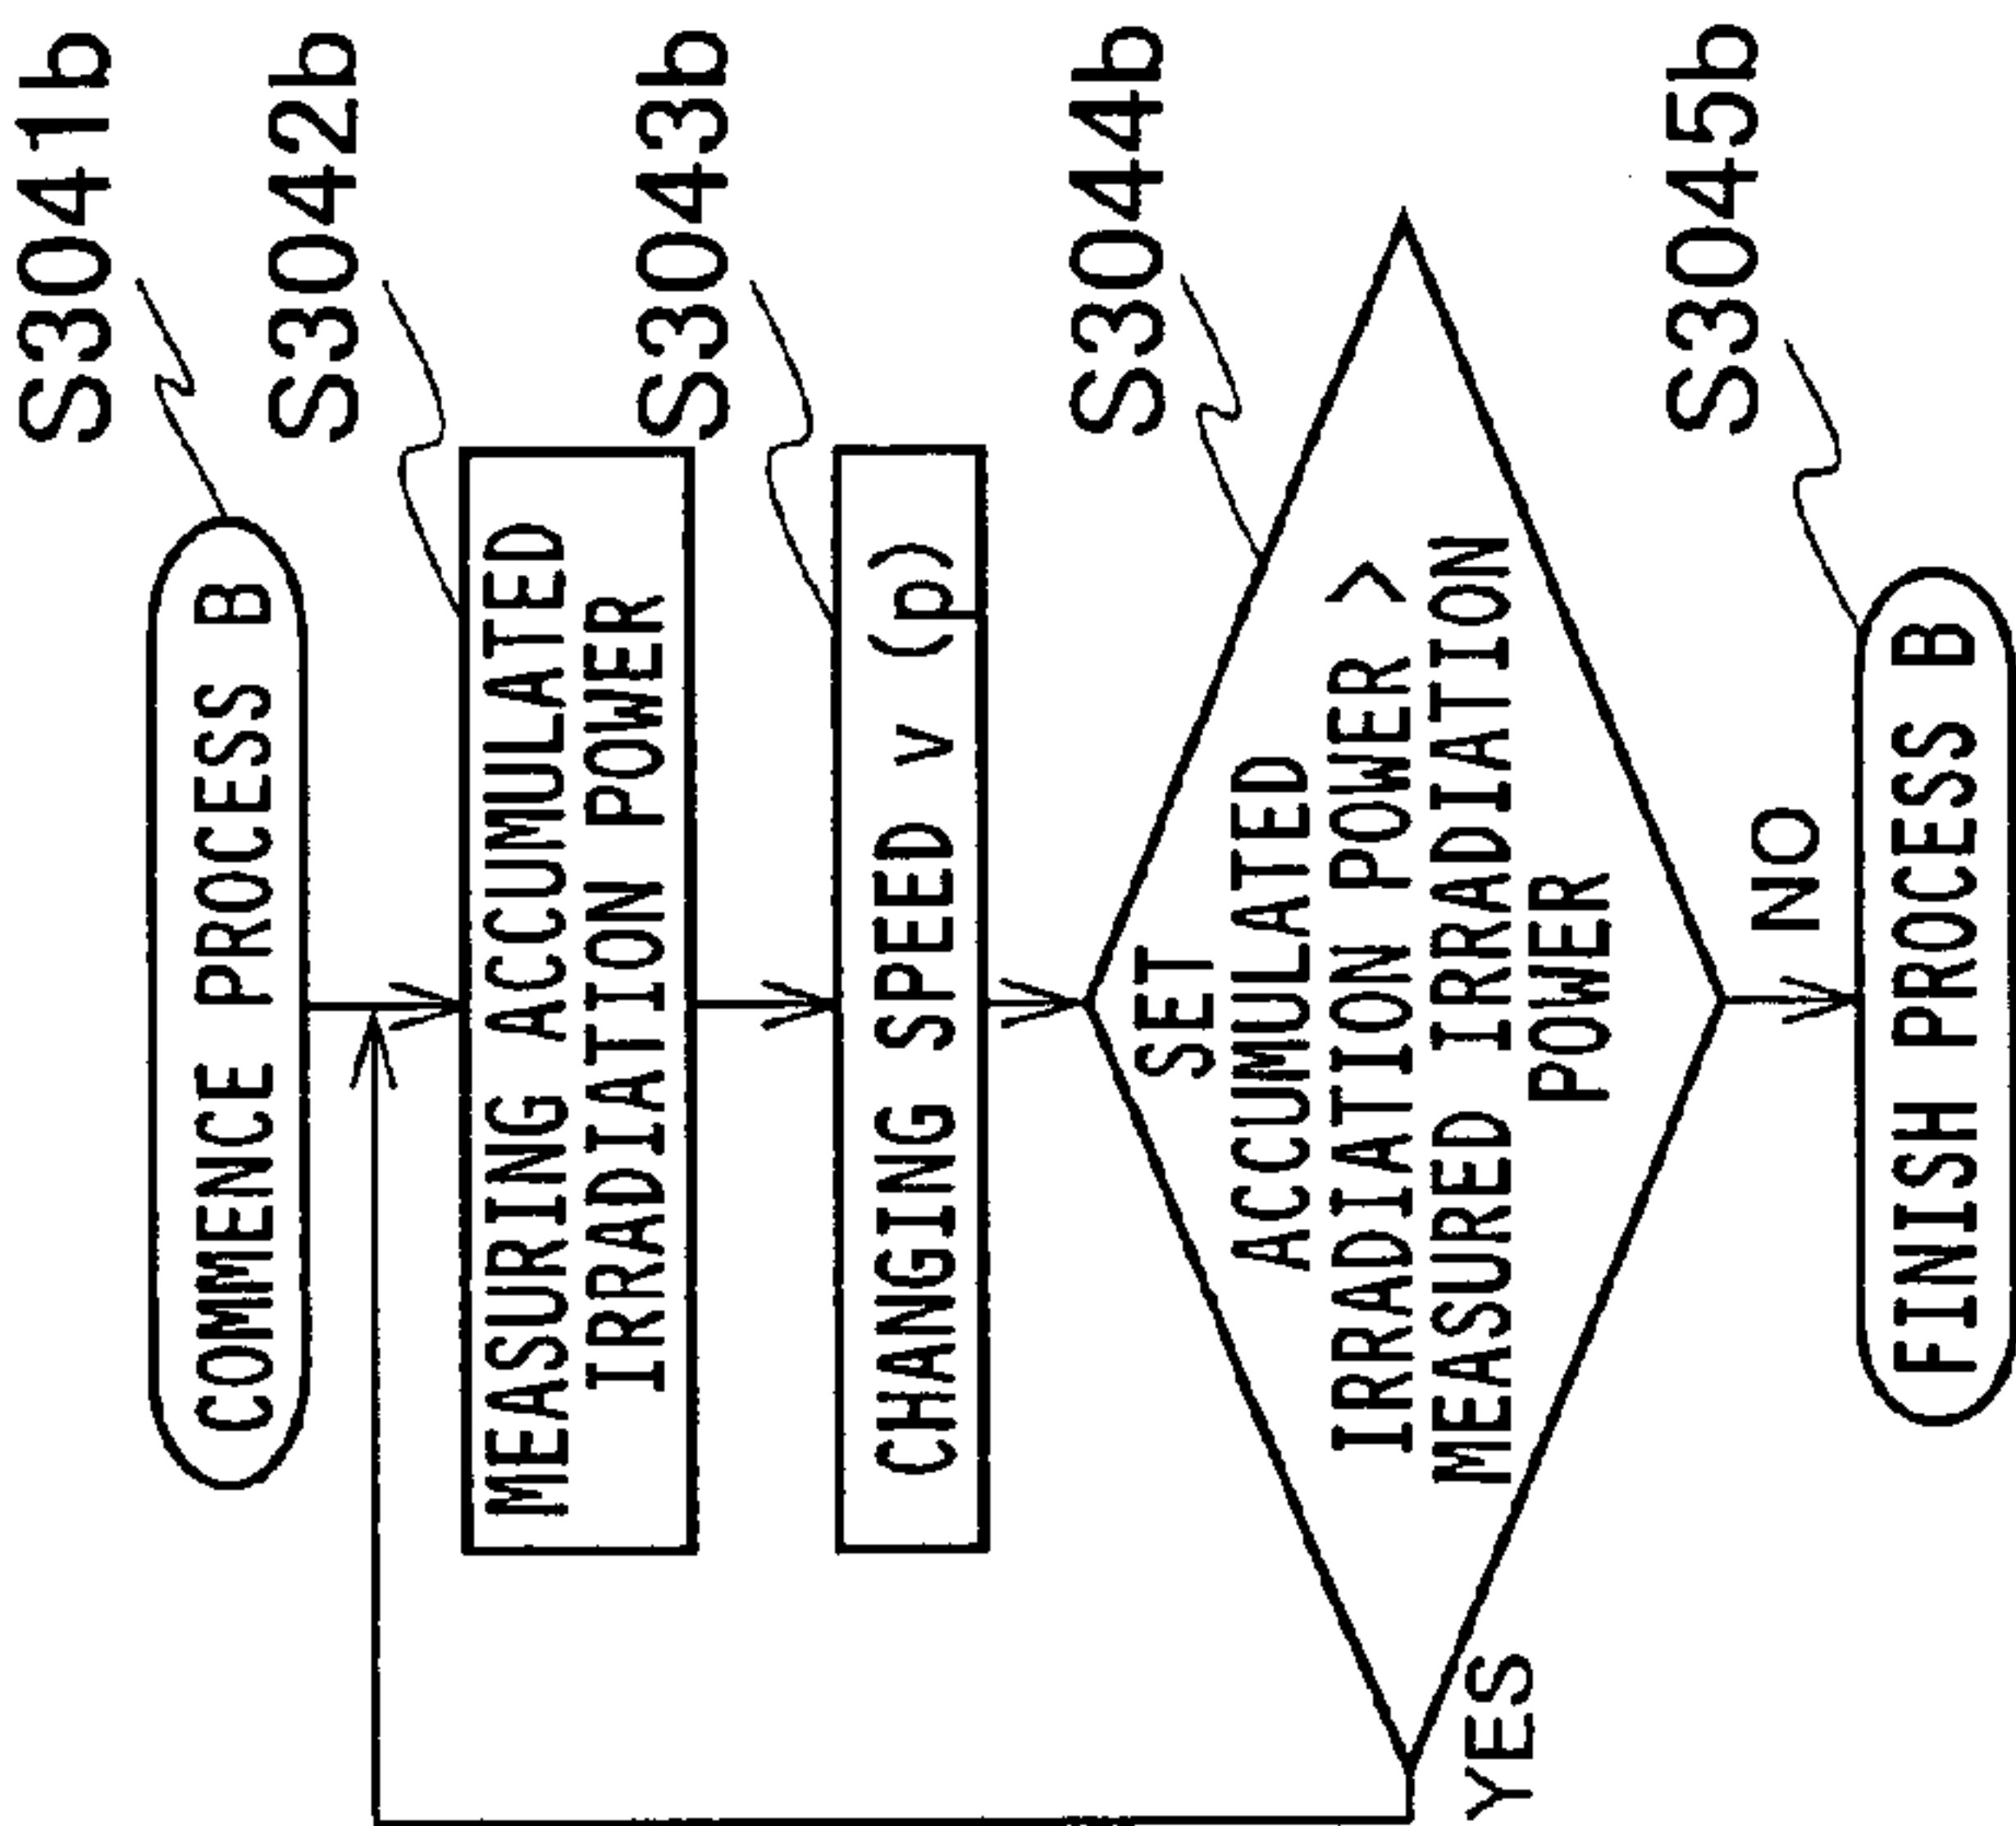 COMMENCE PROCESS B
S3041b
MEASURING ACCUMULATED
IRRADIATION POWER
S3042b
CHANGING SPEED v (p)
S3043b
SET
ACCUMULATED
IRRADIATION POWER >
MEASURED IRRADIATION
POWER
S3044b
YES
NO
FINISH PROCESS B
S3045b